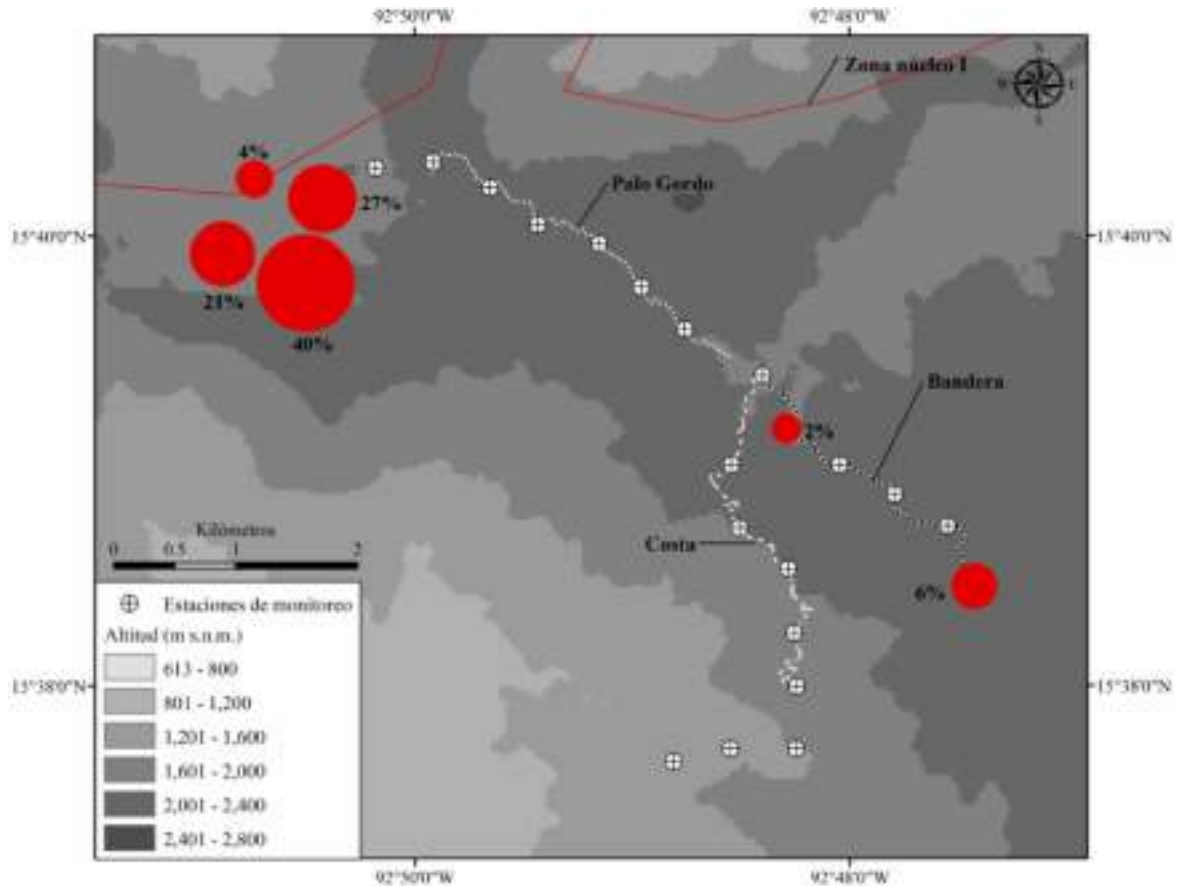 92°50'0"W
92°48'0"W
Zona núcleo I
N
W
E
S
4%
27%
Palo Gordo
15°40'0"N
15°40'0"N
21%
40%
Bandera
2%
Kilómetros
0 0.5 1 2
Costa
6%
Estaciones de monitoreo
Altitud (m s.n.m.)
613 - 800
15°38'0"N
15°38'0"N
801 - 1,200
1,201 - 1,600
1,601 - 2,000
2,001 - 2,400
2,401 - 2,800
92°50'0"W
92°48'0"W